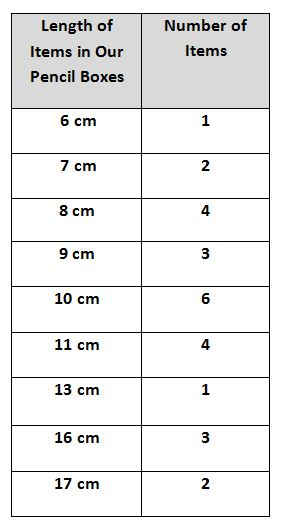 Length of Items in Our Pencil Boxes	Number of Items
6 cm	1
7 cm	2
8 cm	4
9 cm	3
10 cm	6
11 cm	4
13 cm	1
16 cm	3
17 cm	2